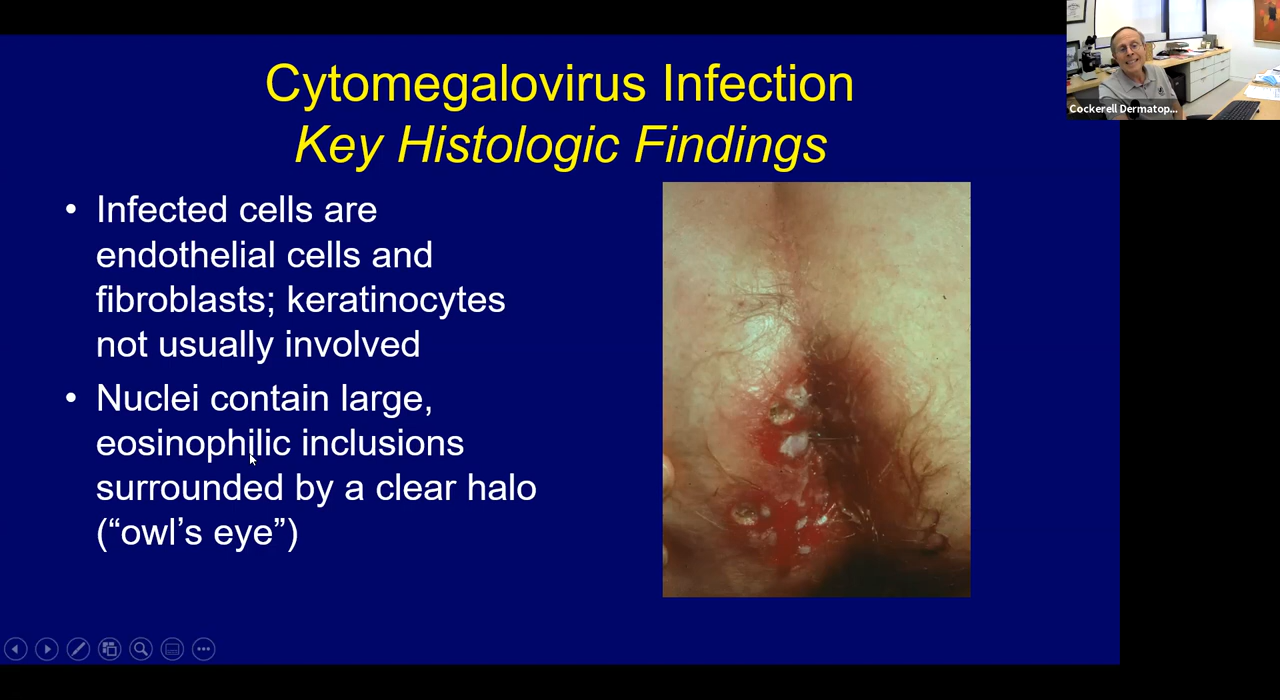 Cytomegalovirus Infection
Key Histologic Findings
• Infected cells are
endothelial cells and
fibroblasts; keratinocytes
not usually involved
• Nuclei contain large,
eosinophilic inclusions
surrounded by a clear halo
(“owl’s eye”)
Cockerell Dermatop...